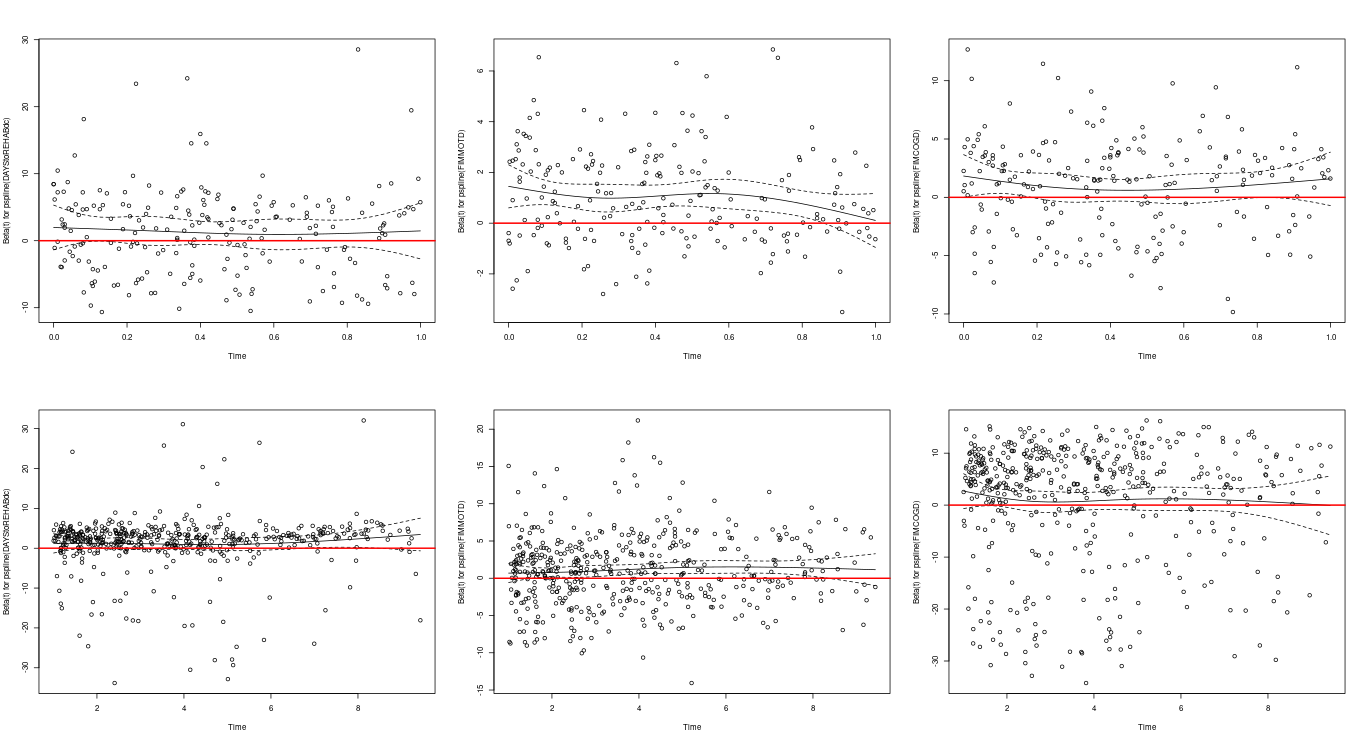 Beta(t) for pspline(DAYStoREHABdc)
-10 0 10 20 30
0.0 0.2 0.4 0.6 0.8 1.0
Time
Beta(t) for pspline(FIMMOTD)
-2 0 2 4 6
0.0 0.2 0.4 0.6 0.8 1.0
Time
Beta(t) for pspline(FIMCOGD)
-10 -5 0 5 10
0.0 0.2 0.4 0.6 0.8 1.0
Time
Beta(t) for pspline(DAYStoREHABdc)
-30 -20 -10 0 10 20 30
2 4 6 8
Time
Beta(t) for pspline(FIMMOTD)
-15 -10 -5 0 5 10 15 20
2 4 6 8
Time
Beta(t) for pspline(FIMCOGD)
-30 -20 -10 0 10
2 4 6 8
Time